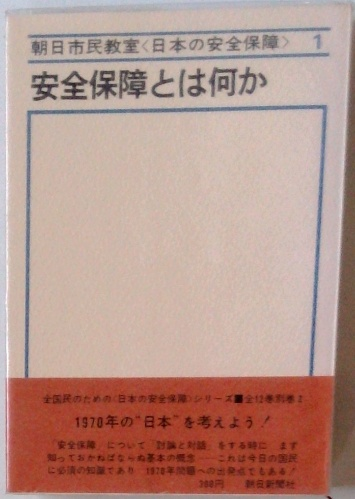 朝日市民教室〈日本の安全保障〉 1
安全保障とは何か
全国民のための〈日本の安全保障〉シリーズ■全12巻別巻2
1970年の"日本"を考えよう!
「安全保障」について「討論と対話」をする時に まず
知っておかねばならぬ基本の概念——これは今日の国民
に必須の知識であり 1970年問題への出発点でもある!
360円 朝日新聞社